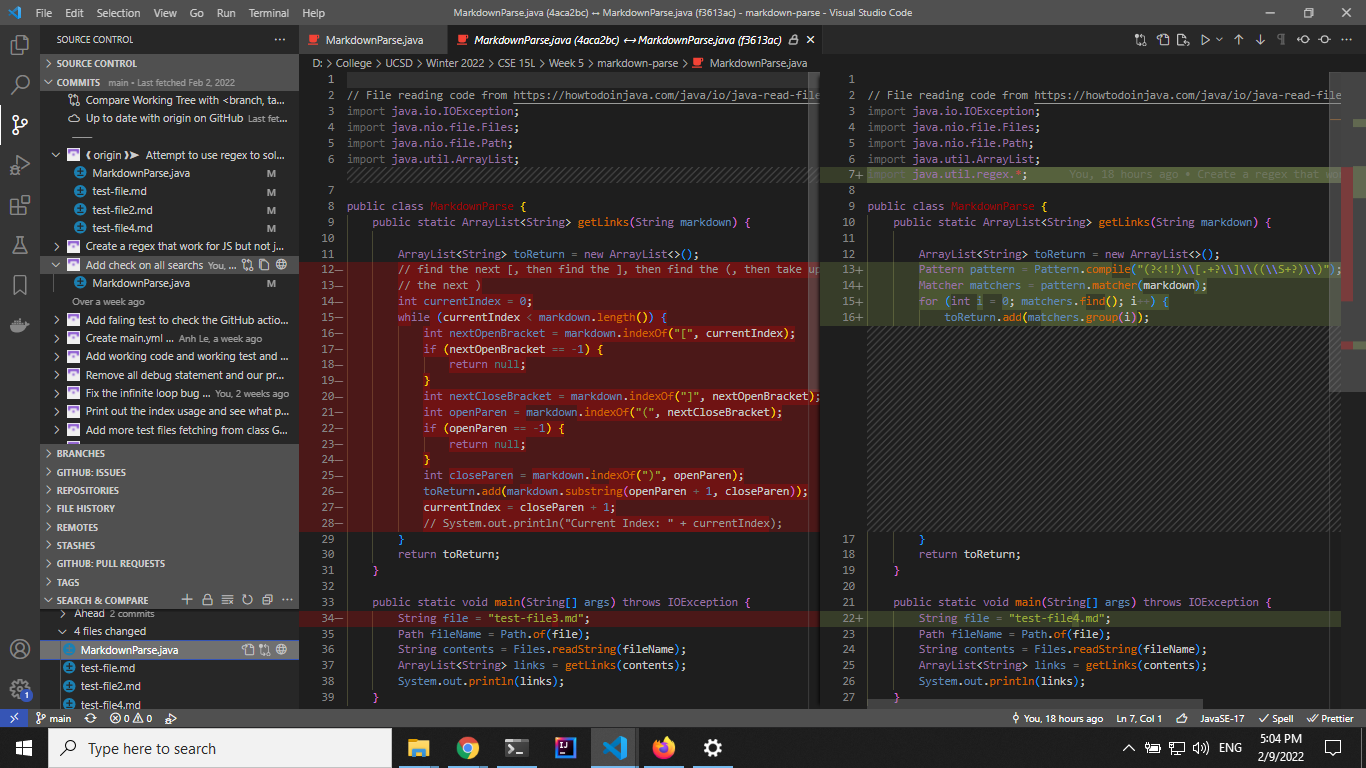 File Edit Selection View Go Run Terminal Help MarkdownParse.java (4aca2bc) ↔ MarkdownParse.java (f3613ac) - markdown-parse - Visual Studio Code
SOURCE CONTROL
SOURCE CONTROL
COMMITS main • Last fetched Feb 2, 2022
Compare Working Tree with <branch, ta...
Up to date with origin on GitHub Last fet...
origin Attempt to use regex to sol...
MarkdownParse.java M
test-file.md M
test-file2.md M
test-file4.md M
Create a regex that work for JS but not j...
Add check on all searchs You, ...
MarkdownParse.java M
Over a week ago
Add faling test to check the GitHub actio...
Create main.yml ... Anh Le, a week ago
Add working code and working test and ...
Remove all debug statement and our pr...
Fix the infinite loop bug ... You, 2 weeks ago
Print out the index usage and see what p...
Add more test files fetching from class G...
BRANCHES
GITHUB: ISSUES
REPOSITORIES
FILE HISTORY
REMOTES
STASHES
GITHUB: PULL REQUESTS
TAGS
SEARCH & COMPARE
Ahead 2 commits
4 files changed
MarkdownParse.java
test-file.md
test-file2.md
test-file4.md
MarkdownParse.java
MarkdownParse.java (4aca2bc) ↔ MarkdownParse.java (f3613ac)
D: > College > UCSD > Winter 2022 > CSE 15L > Week 5 > markdown-parse > MarkdownParse.java
1
2 // File reading code from https://howtodoinjava.com/java/io/java-read-file
3 import java.io.IOException;
4 import java.nio.file.Files;
5 import java.nio.file.Path;
6 import java.util.ArrayList;
7
8 public class MarkdownParse {
9 public static ArrayList<String> getLinks(String markdown) {
10
11 ArrayList<String> toReturn = new ArrayList<>();
12— // find the next [, then find the ], then find the (, then take up
13— // the next )
14— int currentIndex = 0;
15— while (currentIndex < markdown.length()) {
16— int nextOpenBracket = markdown.indexOf("[", currentIndex);
17— if (nextOpenBracket == -1) {
18— return null;
19— }
20— int nextCloseBracket = markdown.indexOf("]", nextOpenBracket);
21— int openParen = markdown.indexOf("(", nextCloseBracket);
22— if (openParen == -1) {
23— return null;
24— }
25— int closeParen = markdown.indexOf(")", openParen);
26— toReturn.add(markdown.substring(openParen + 1, closeParen));
27— currentIndex = closeParen + 1;
28— // System.out.println("Current Index: " + currentIndex);
29 }
30 return toReturn;
31 }
32
33 public static void main(String[] args) throws IOException {
34— String file = "test-file3.md";
35 Path fileName = Path.of(file);
36 String contents = Files.readString(fileName);
37 ArrayList<String> links = getLinks(contents);
38 System.out.println(links);
39 }
1
2 // File reading code from https://howtodoinjava.com/java/io/java-read-file
3 import java.io.IOException;
4 import java.nio.file.Files;
5 import java.nio.file.Path;
6 import java.util.ArrayList;
7+ import java.util.regex.*; You, 18 hours ago • Create a regex that wor
8
9 public class MarkdownParse {
10 public static ArrayList<String> getLinks(String markdown) {
11
12 ArrayList<String> toReturn = new ArrayList<>();
13+ Pattern pattern = Pattern.compile("(?<!!)\\[.+?\\]\\((\\S+?)\\)");
14+ Matcher matchers = pattern.matcher(markdown);
15+ for (int i = 0; matchers.find(); i++) {
16+ toReturn.add(matchers.group(i));
17 }
18 return toReturn;
19 }
20
21 public static void main(String[] args) throws IOException {
22+ String file = "test-file4.md";
23 Path fileName = Path.of(file);
24 String contents = Files.readString(fileName);
25 ArrayList<String> links = getLinks(contents);
26 System.out.println(links);
27 }
main 0 0 You, 18 hours ago Ln 7, Col 1 JavaSE-17 Spell Prettier
Type here to search
ENG
5:04 PM
2/9/2022